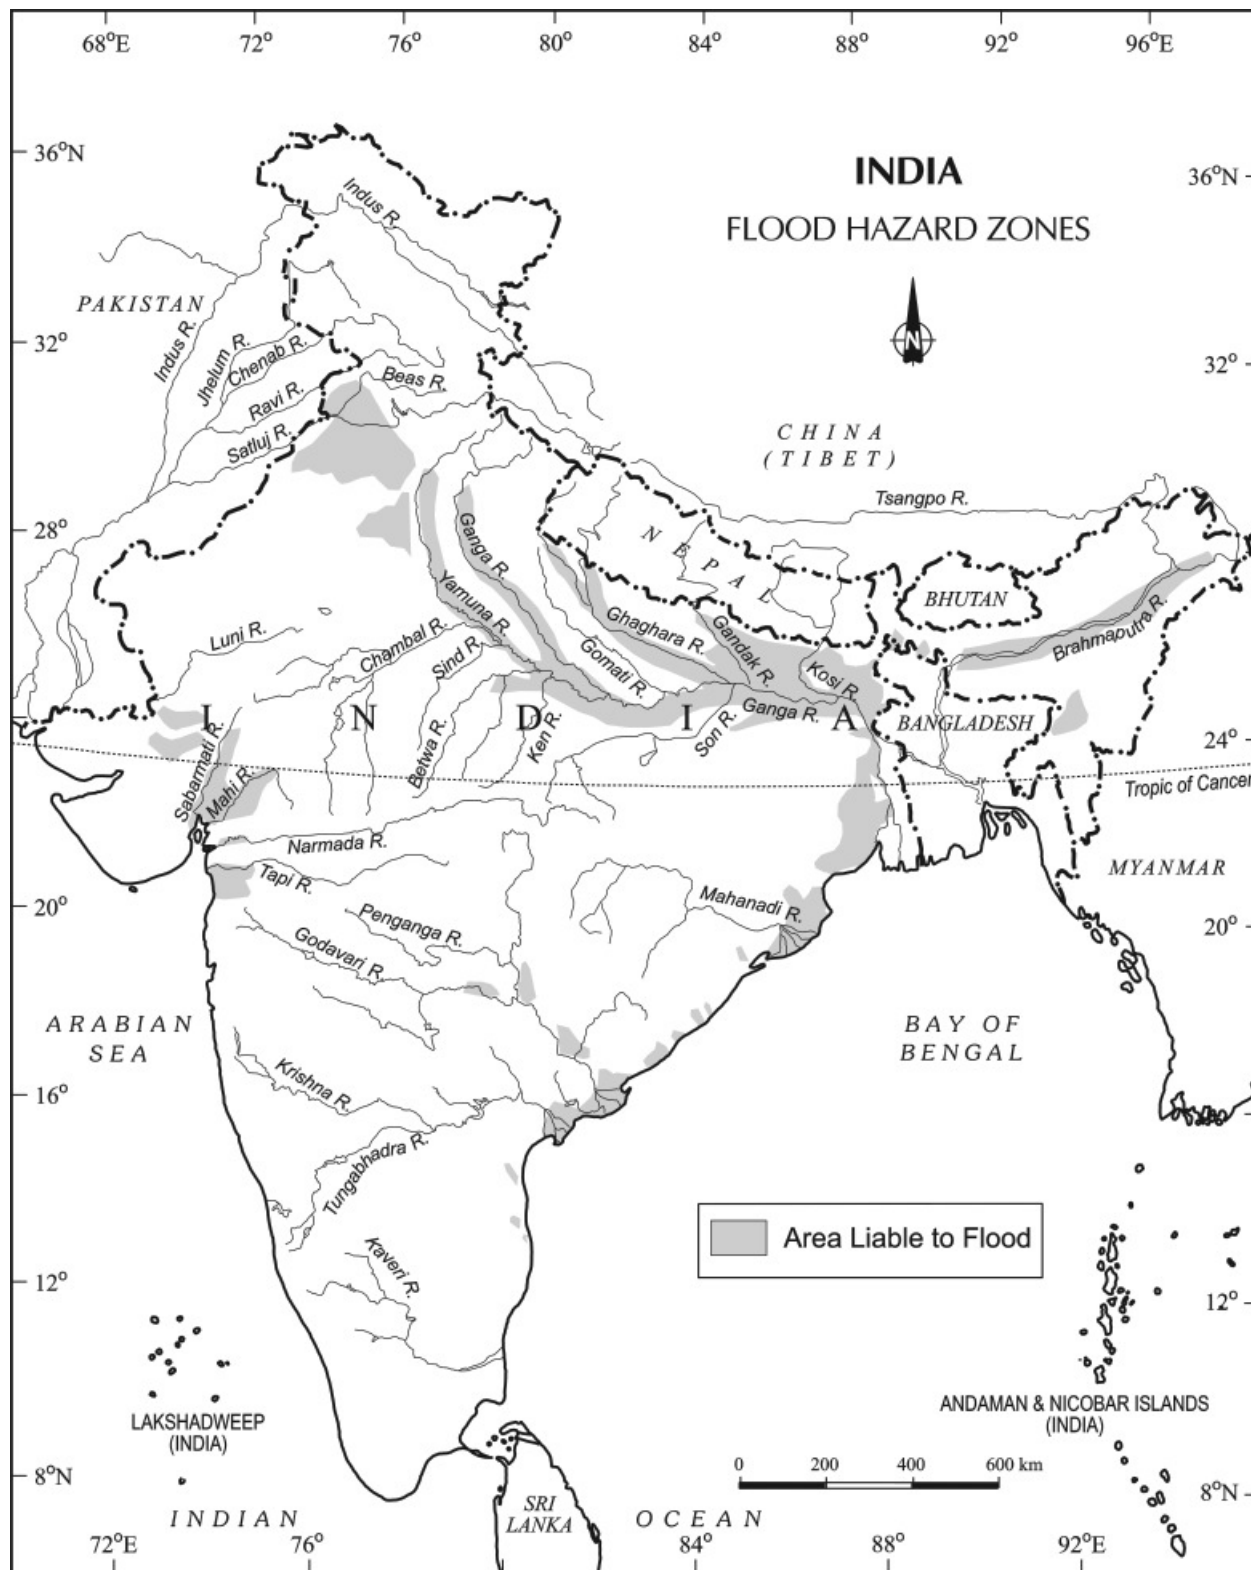 68°E 72° 76° 80° 84° 88° 92° 96°E
36°N
INDIA
36°
FLOOD HAZARD ZONES
Indus R.
N
PAKISTAN
Indus R.
Jhelum R.
Chenab R.
32°
32°
Beas R.
Ravi R.
Satluj R.
CHINA
(TIBET)
Tsangpo R.
28°
28°
NEPAL
Ganga R.
Yamuna R.
BHUTAN
Brahmaputra R.
Luni R.
Chambal R.
Sind R.
Ghaghara R.
Gomati R.
Gandak R.
Kosi R.
Ganga R.
INDIA
BANGLADESH
Sabarmati R.
Mahi R.
Betwa R.
Ken R.
Son R.
24°
Tropic of Cancer
Narmada R.
Tapi R.
MYANMAR
20°
20°
Mahanadi R.
Penganga R.
Godavari R.
ARABIAN
SEA
BAY OF
BENGAL
16°
Krishna R.
Tungabhadra R.
Area Liable to Flood
Kaveri R.
12°
12°
LAKSHADWEEP
(INDIA)
ANDAMAN & NICOBAR ISLANDS
(INDIA)
0 200 400 600 km
8°N
8°N
SRI
LANKA
INDIAN OCEAN
72°E 76° 84° 88° 92°E